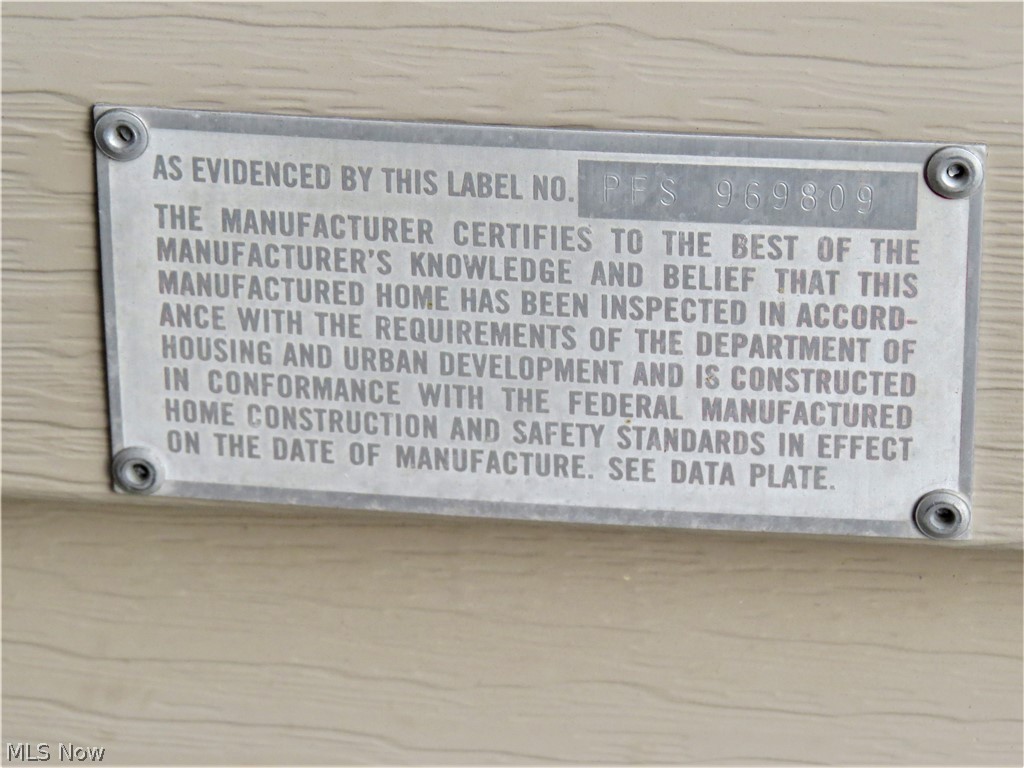 AS EVIDENCED BY THIS LABEL NO. PFS 969809
THE MANUFACTURER CERTIFIES TO THE BEST OF THE
MANUFACTURER'S KNOWLEDGE AND BELIEF THAT THIS
MANUFACTURED HOME HAS BEEN INSPECTED IN ACCORD-
ANCE WITH THE REQUIREMENTS OF THE DEPARTMENT OF
HOUSING AND URBAN DEVELOPMENT AND IS CONSTRUCTED
IN CONFORMANCE WITH THE FEDERAL MANUFACTURED
HOME CONSTRUCTION AND SAFETY STANDARDS IN EFFECT
ON THE DATE OF MANUFACTURE. SEE DATA PLATE.
MLS Now